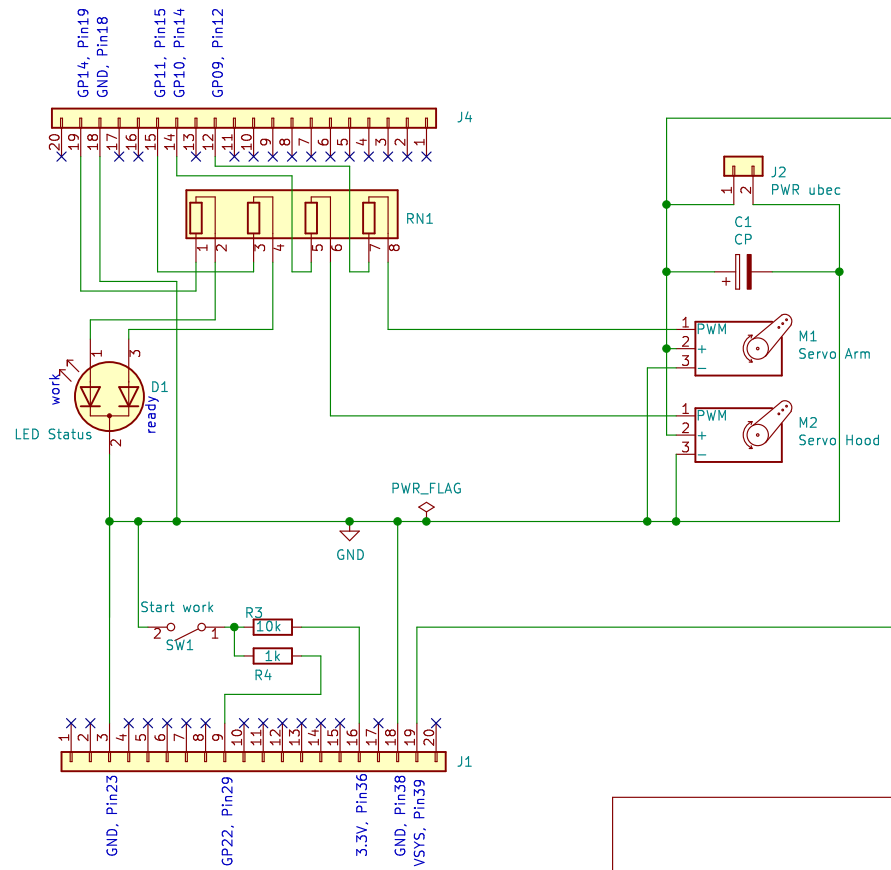 GP14, Pin19
GND, Pin18
GP11, Pin15
GP10, Pin14
GP09, Pin12
J4
20
19
18
17
16
15
14
13
12
11
10
9
8
7
6
5
4
3
2
1
RN1
1
2
3
4
5
6
7
8
J2
PWR ubec
1
2
C1
CP
+
1
2
3
PWM
+
-
M1
Servo Arm
1
2
3
PWM
+
-
M2
Servo Hood
1
3
work
D1
ready
LED Status
2
PWR_FLAG
GND
Start work
2
1
SW1
R3
10k
1k
R4
1
2
3
4
5
6
7
8
9
10
11
12
13
14
15
16
17
18
19
20
J1
GND, Pin23
GP22, Pin29
3.3V, Pin36
GND, Pin38
VSYS, Pin39